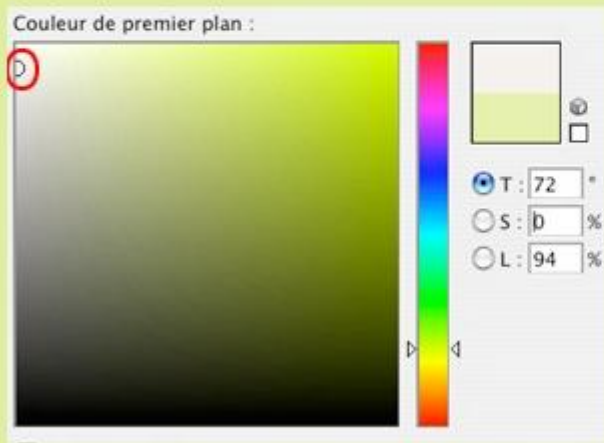 Couleur de premier plan :
T : 72 °
S : 0 %
L : 94 %